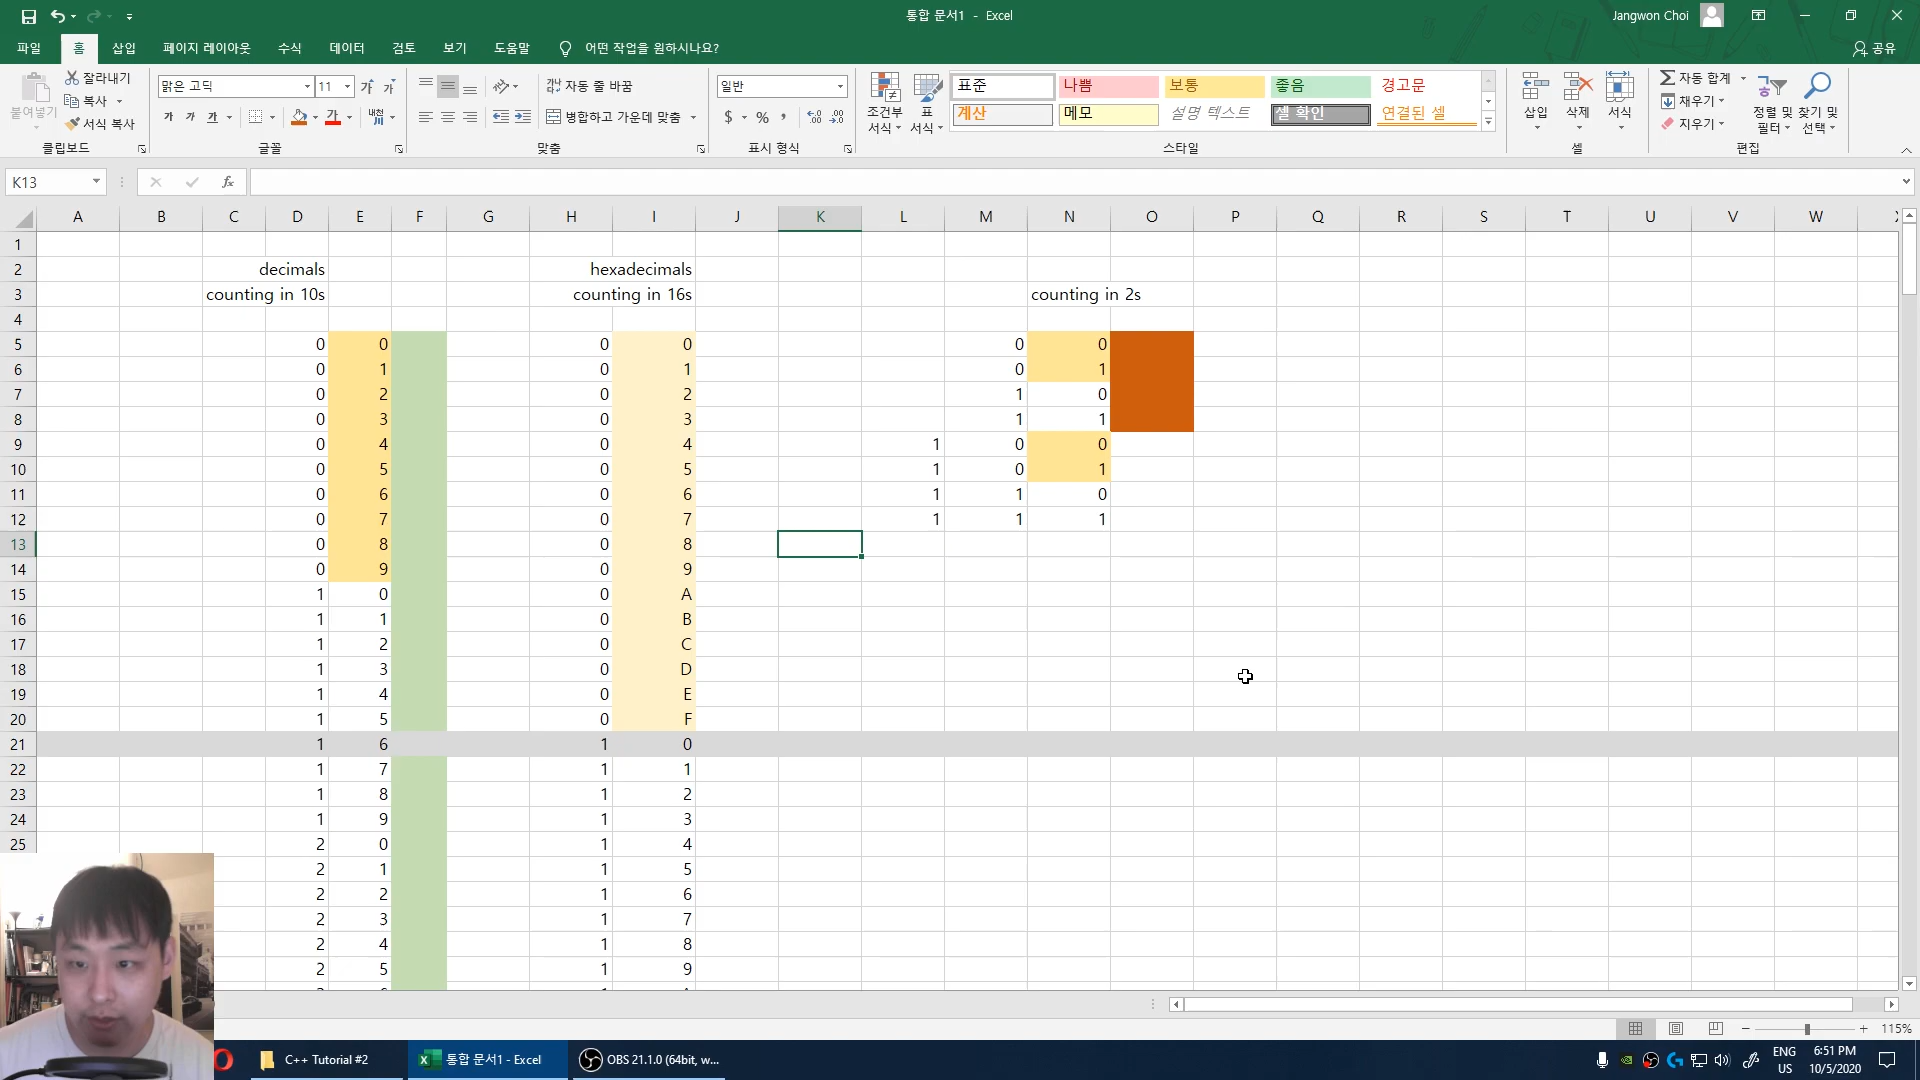 통합 문서1 - Excel
Jangwon Choi
파일 홈 삽입 페이지 레이아웃 수식 데이터 검토 보기 도움말 어떤 작업을 원하시나요? 공유
붙여넣기
잘라내기
복사
서식 복사
클립보드
맑은 고딕 11
가 가 가 가
글꼴
자동 줄 바꿈
병합하고 가운데 맞춤
맞춤
일반
$ % ,
표시 형식
조건부 서식
표 서식
표준 나쁨 보통 좋음 경고문
계산 메모 설명 텍스트 셀 확인 연결된 셀
스타일
삽입 삭제 서식
셀
자동 합계
채우기
지우기
정렬 및 필터
찾기 및 선택
편집
K13
fx
A B C D E F G H I J K L M N O P Q R S T U V W
1
2 decimals hexadecimals
3 counting in 10s counting in 16s counting in 2s
4
5 0 0 0 0 0 0
6 0 1 0 1 0 1
7 0 2 0 2 1 0
8 0 3 0 3 1 1
9 0 4 0 4 1 0 0
10 0 5 0 5 1 0 1
11 0 6 0 6 1 1 0
12 0 7 0 7 1 1 1
13 0 8 0 8
14 0 9 0 9
15 1 0 0 A
16 1 1 0 B
17 1 2 0 C
18 1 3 0 D
19 1 4 0 E
20 1 5 0 F
21 1 6 1 0
22 1 7 1 1
23 1 8 1 2
24 1 9 1 3
25 2 0 1 4
2 1 1 5
2 2 1 6
2 3 1 7
2 4 1 8
2 5 1 9
115%
C++ Tutorial #2
통합 문서1 - Excel
OBS 21.1.0 (64bit, w...
ENG
US
6:51 PM
10/5/2020